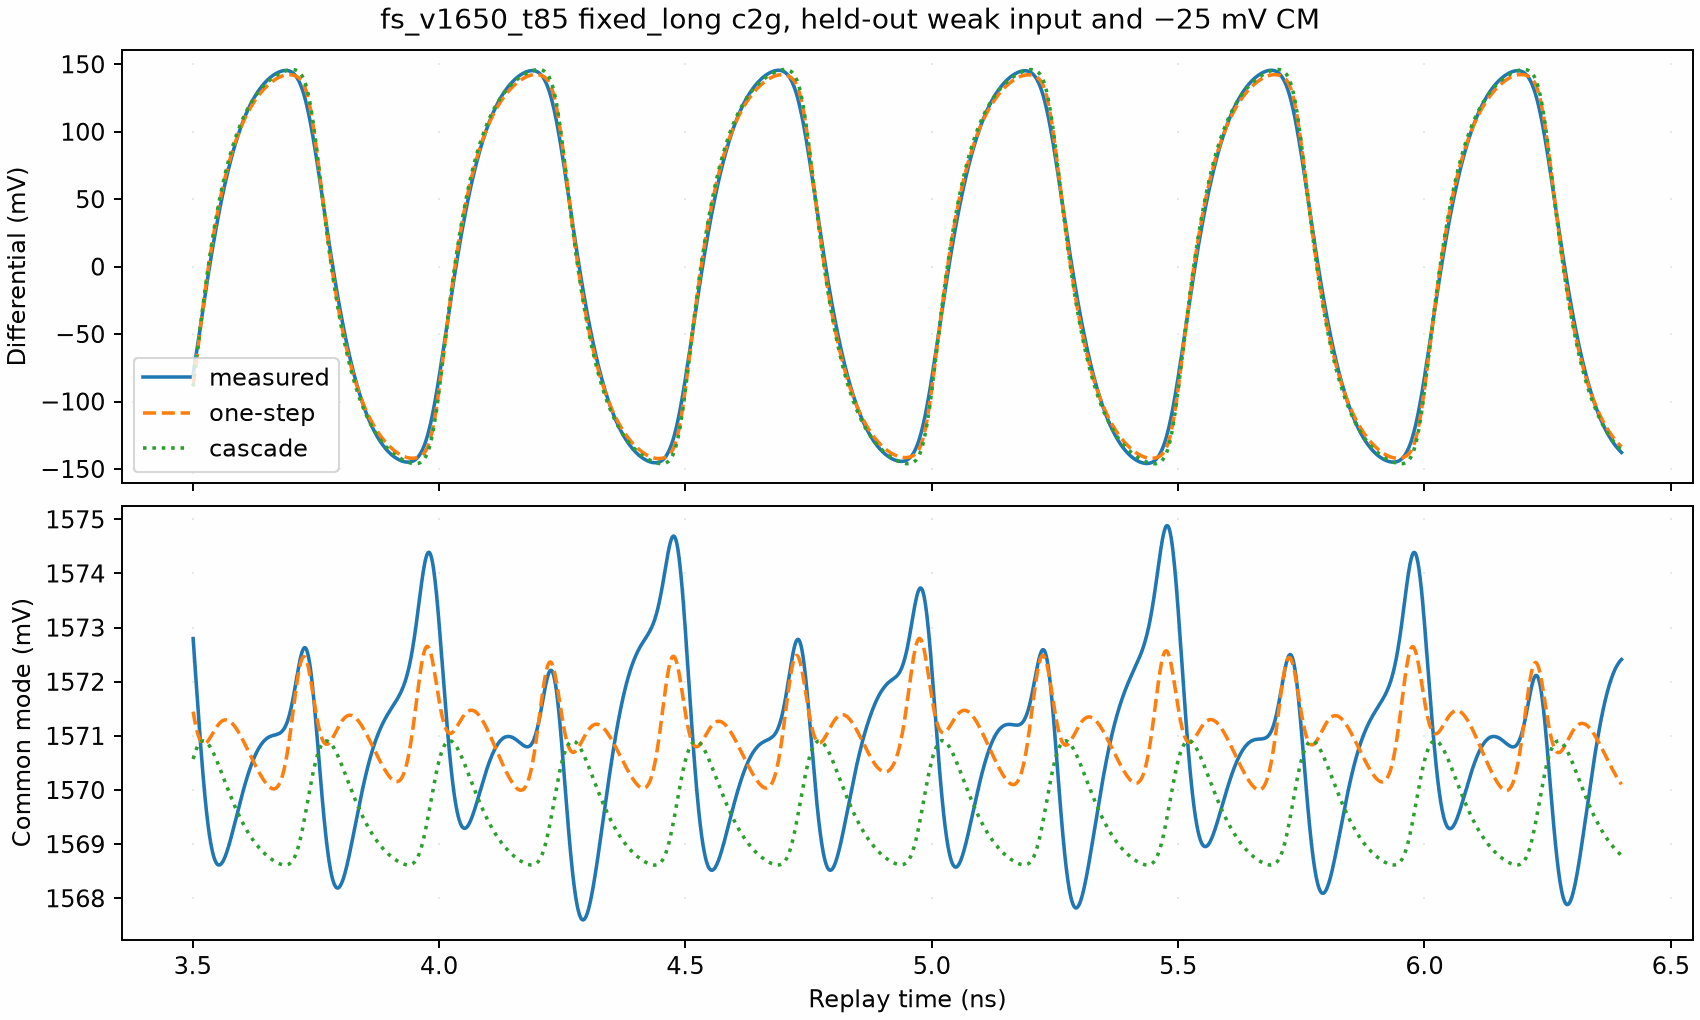 fs_v1650_t85 fixed_long c2g, held-out weak input and −25 mV CM
Differential (mV)
150
100
50
0
−50
−100
−150
measured
one-step
cascade
Common mode (mV)
1575
1574
1573
1572
1571
1570
1569
1568
3.5 4.0 4.5 5.0 5.5 6.0 6.5
Replay time (ns)